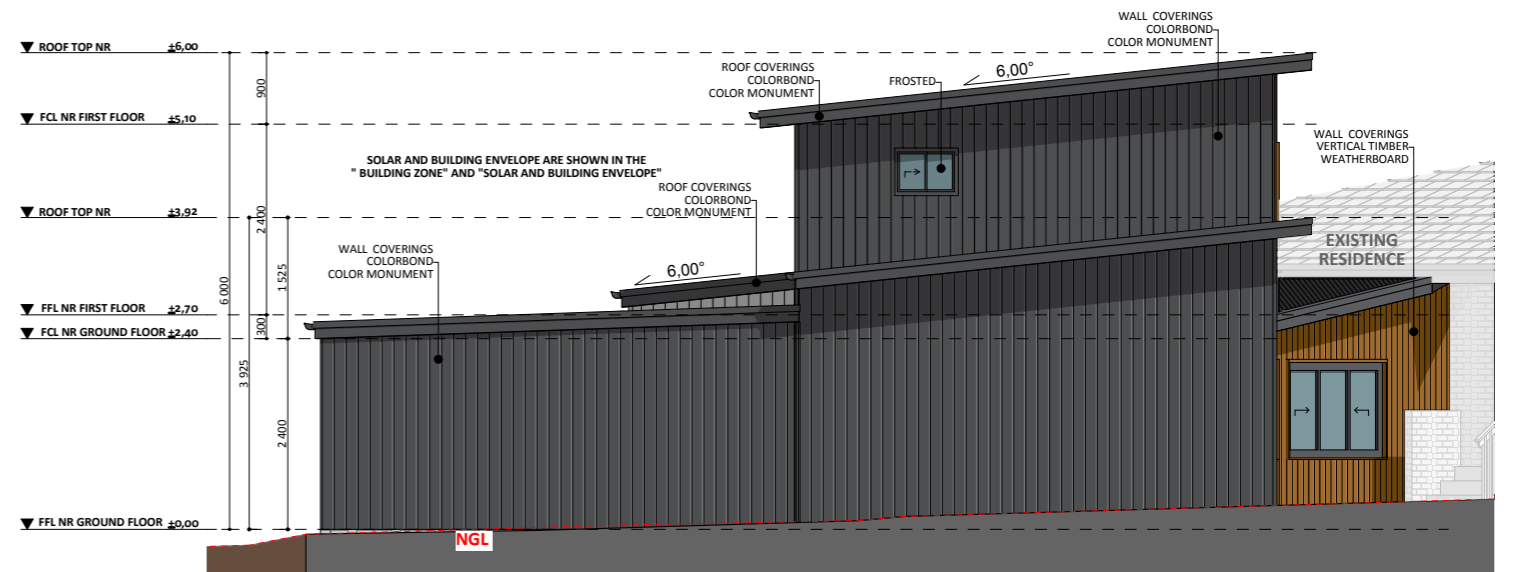 ROOF TOP NR ±6,00
FCL NR FIRST FLOOR ±5,10
ROOF TOP NR ±3,92
FFL NR FIRST FLOOR ±2,70
FCL NR GROUND FLOOR ±2,40
FFL NR GROUND FLOOR ±0,00
6 000
3 925
900
2 400
300
1 525
2 400
SOLAR AND BUILDING ENVELOPE ARE SHOWN IN THE
" BUILDING ZONE" AND "SOLAR AND BUILDING ENVELOPE"
WALL COVERINGS
COLORBOND
COLOR MONUMENT
ROOF COVERINGS
COLORBOND
COLOR MONUMENT
6,00°
ROOF COVERINGS
COLORBOND
COLOR MONUMENT
FROSTED
6,00°
WALL COVERINGS
COLORBOND
COLOR MONUMENT
WALL COVERINGS
VERTICAL TIMBER
WEATHERBOARD
EXISTING
RESIDENCE
NGL